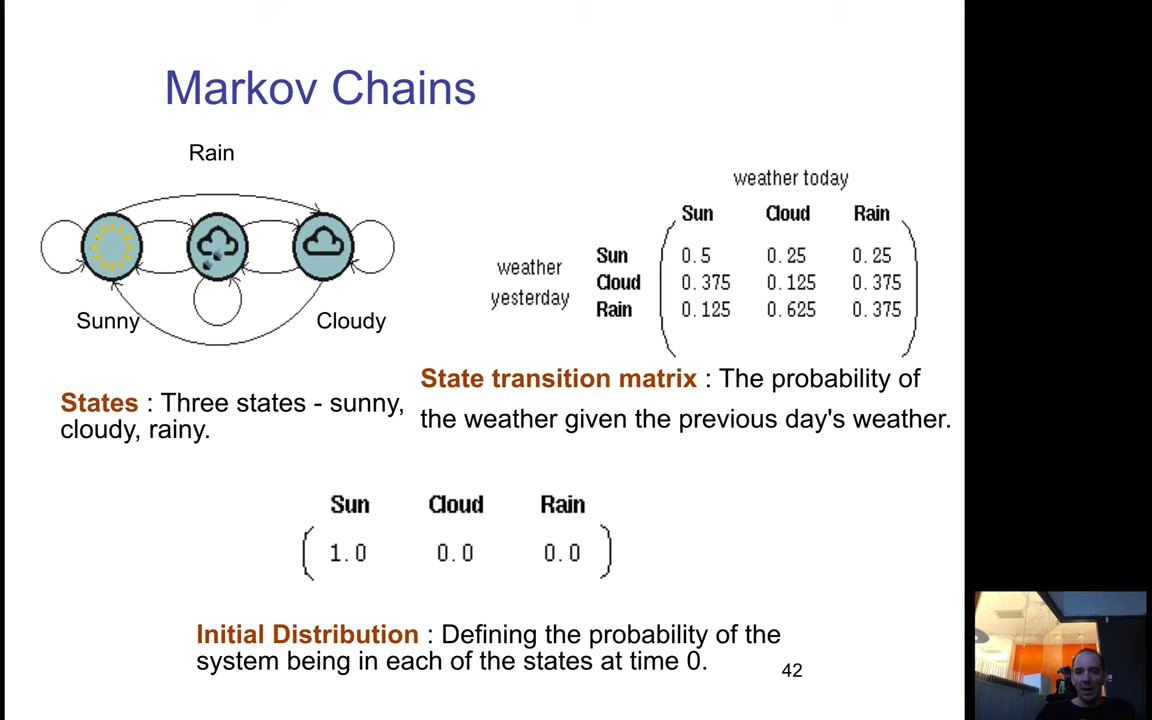 Markov Chains
Rain
Sunny
Cloudy
weather today
Sun Cloud Rain
weather yesterday
Sun 0.5 0.25 0.25
Cloud 0.375 0.125 0.375
Rain 0.125 0.625 0.375
States : Three states - sunny,
cloudy, rainy.
State transition matrix : The probability of
the weather given the previous day's weather.
Sun Cloud Rain
( 1.0 0.0 0.0 )
Initial Distribution : Defining the probability of the
system being in each of the states at time 0.
42